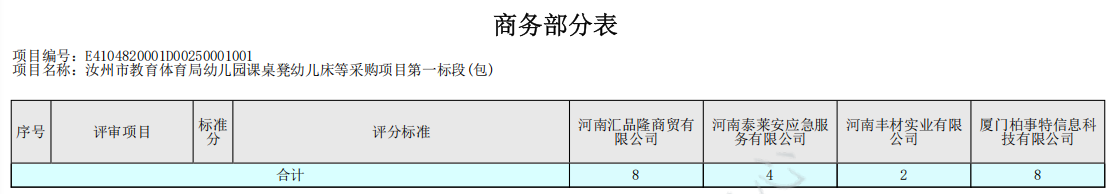 商务部分表
项目编号：E4104820001D00250001001
项目名称：汝州市教育体育局幼儿园课桌凳幼儿床等采购项目第一标段(包)
序号 评审项目 标准分 评分标准 河南汇品隆商贸有限公司 河南泰莱安应急服务有限公司 河南丰材实业有限公司 厦门柏事特信息科技有限公司
合计 8 4 2 8